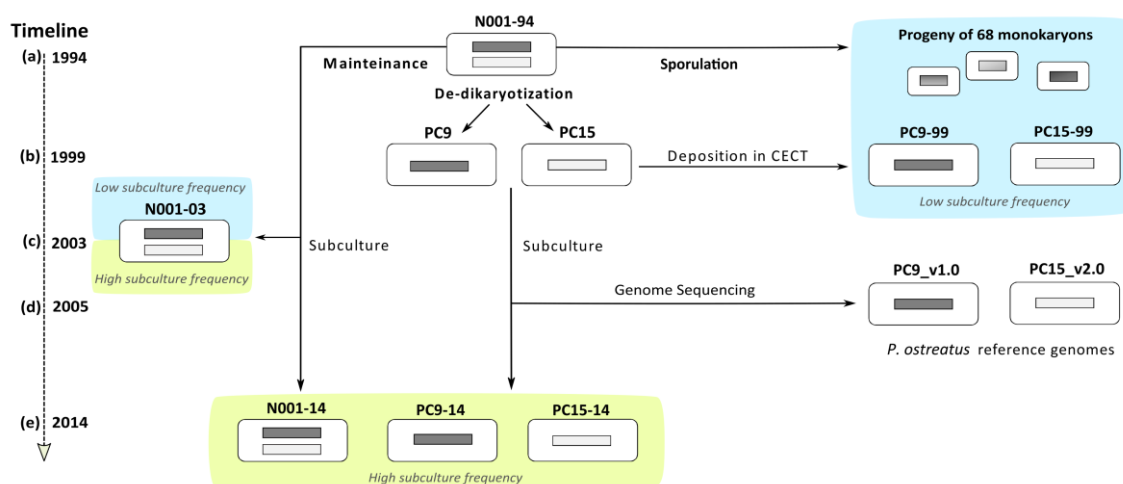 Timeline
N001-94
(a) 1994
Mainteinance
Sporulation
Progeny of 68 monokaryons
De-dikaryotization
PC9
PC15
PC9-99
PC15-99
(b) 1999
Deposition in CECT
Low subculture frequency
Low subculture frequency
N001-03
(c) 2003
Subculture
Subculture
High subculture frequency
PC9_v1.0
PC15_v2.0
Genome Sequencing
(d) 2005
P. ostreatus reference genomes
N001-14
PC9-14
PC15-14
(e) 2014
High subculture frequency